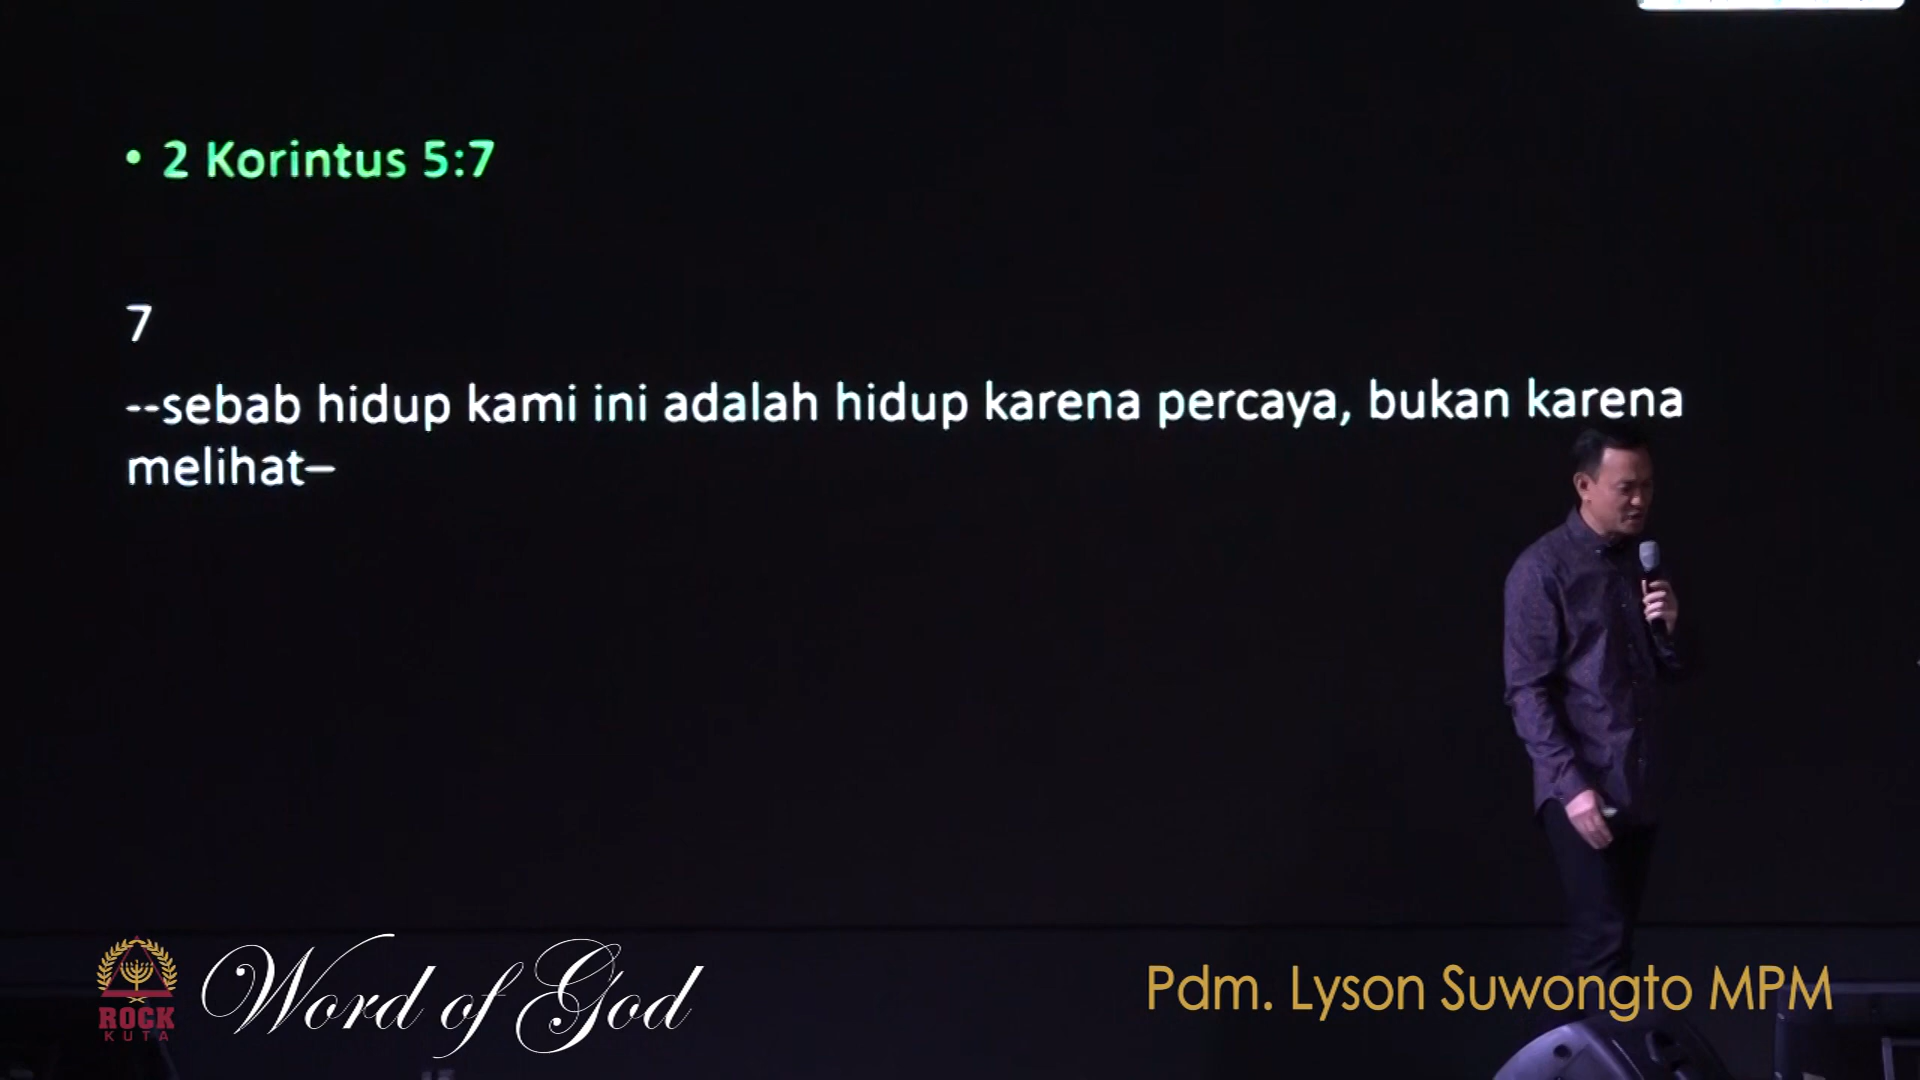 • 2 Korintus 5:7
7
--sebab hidup kami ini adalah hidup karena percaya, bukan karena
melihat–
ROCK
KUTA
Word of God
Pdm. Lyson Suwongto MPM